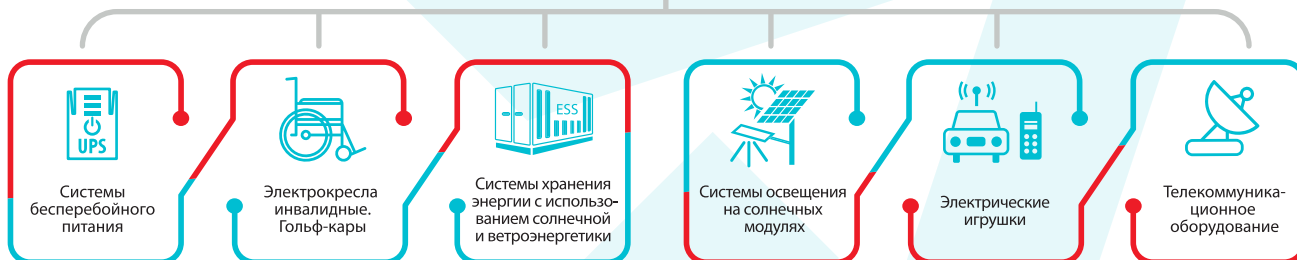 UPS
Системы
бесперебойного
питания
Электрокресла
инвалидные.
Гольф-кары
ESS
Системы хранения
энергии с использо-
ванием солнечной
и ветроэнергетики
Системы освещения
на солнечных
модулях
Электрические
игрушки
Телекоммуника-
ционное
оборудование